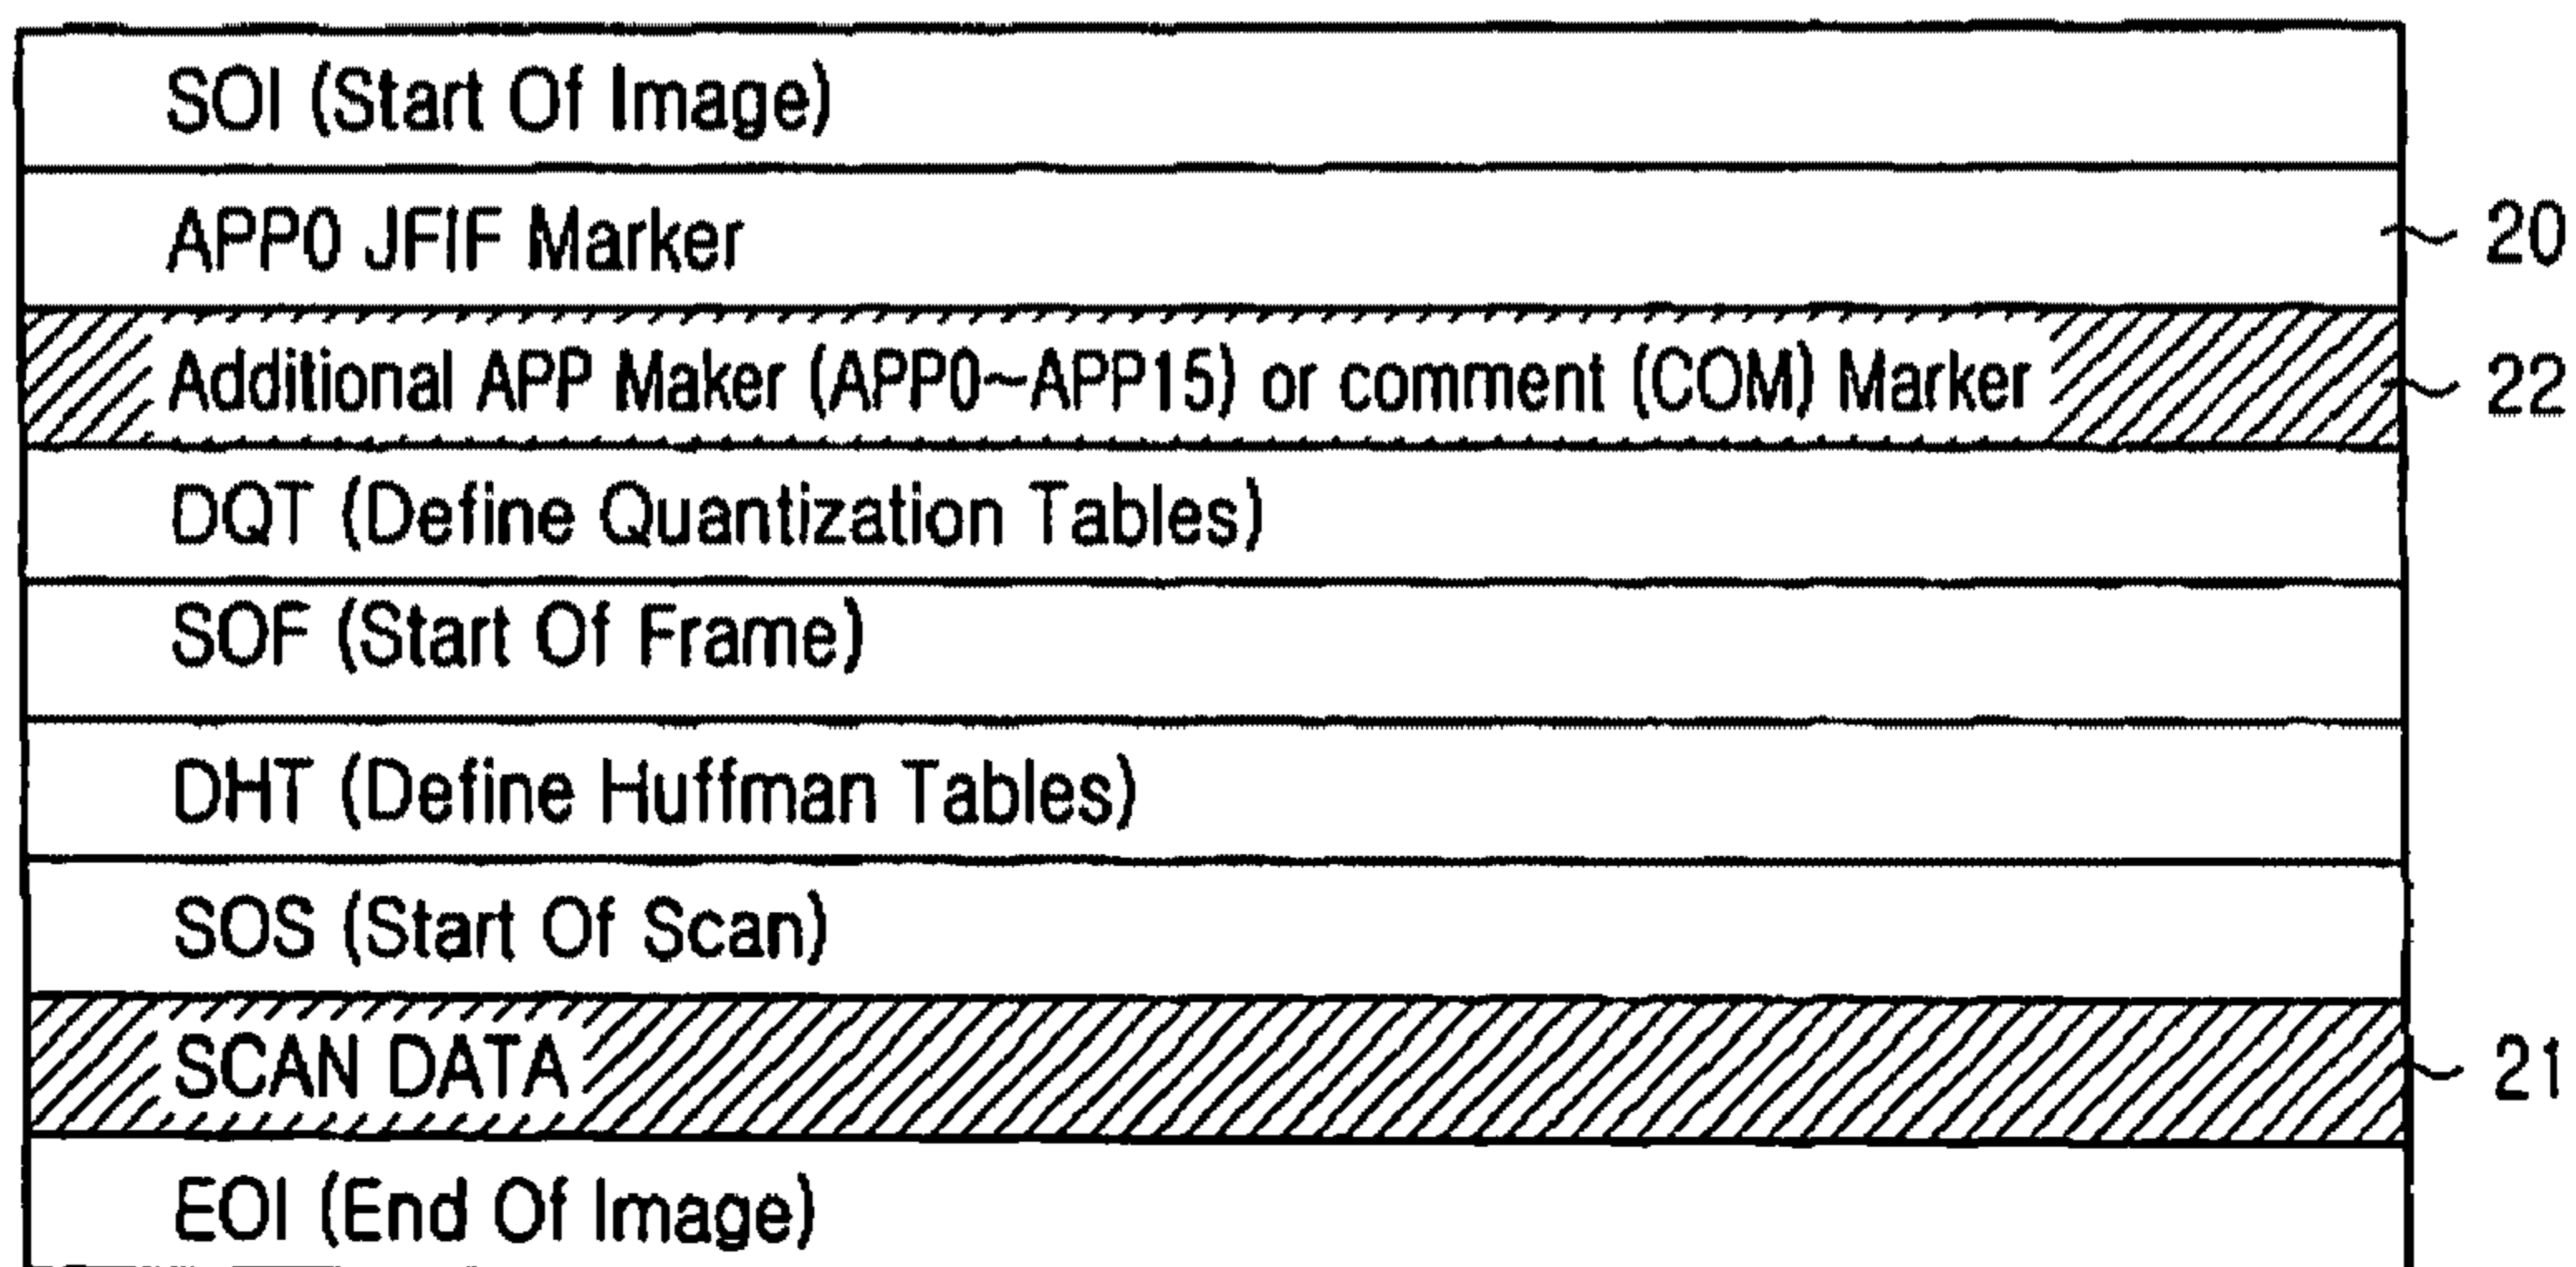 SOI (Start Of Image)
APP0 JFIF Marker
20
Additional APP Maker (APP0~APP15) or comment (COM) Marker
22
DQT (Define Quantization Tables)
SOF (Start Of Frame)
DHT (Define Huffman Tables)
SOS (Start Of Scan)
SCAN DATA
21
EOI (End Of Image)